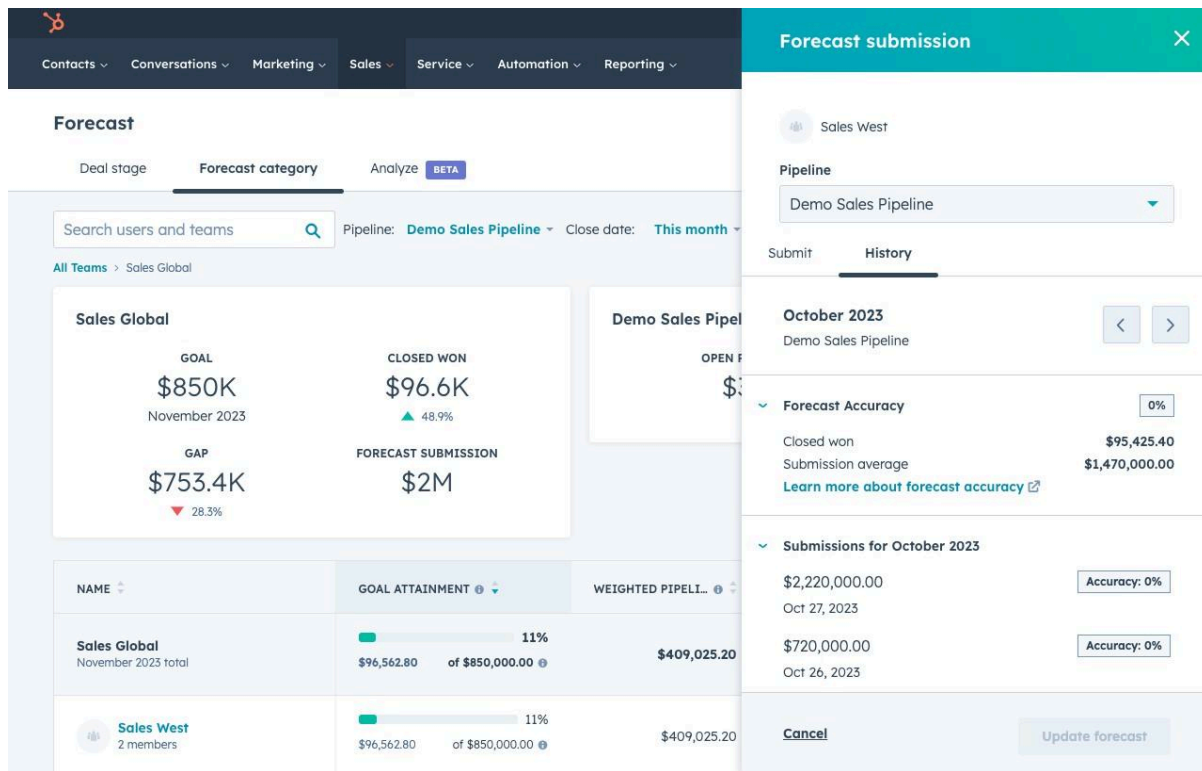 Contacts Conversations Marketing Sales Service Automation Reporting
Forecast
Deal stage Forecast category Analyze BETA
Search users and teams Pipeline: Demo Sales Pipeline Close date: This month
All Teams > Sales Global
Sales Global
GOAL CLOSED WON
$850K $96.6K
November 2023 48.9%
GAP FORECAST SUBMISSION
$753.4K $2M
28.3%
Demo Sales
OPEN
NAME GOAL ATTAINMENT WEIGHTED PIPELI...
Sales Global 11%
November 2023 total $96,562.80 of $850,000.00 $409,025.20
Sales West 11%
2 members $96,562.80 of $850,000.00 $409,025.20
Forecast submission
Sales West
Pipeline
Demo Sales Pipeline
Submit History
October 2023
Demo Sales Pipeline
Forecast Accuracy 0%
Closed won $95,425.40
Submission average $1,470,000.00
Learn more about forecast accuracy
Submissions for October 2023
$2,220,000.00 Accuracy: 0%
Oct 27, 2023
$720,000.00 Accuracy: 0%
Oct 26, 2023
Cancel Update forecast